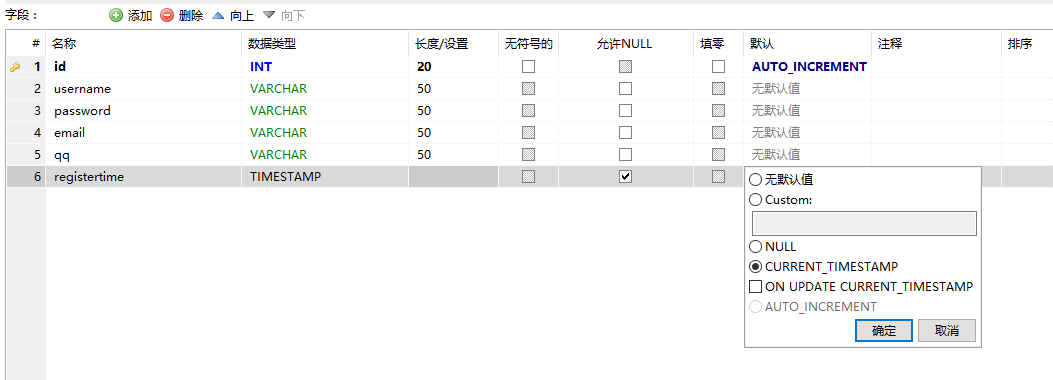 字段： 添加 删除 向上 向下
# 名称 数据类型 长度/设置 无符号的 允许NULL 填零 默认 注释 排序
1 id INT 20 AUTO_INCREMENT
2 username VARCHAR 50 无默认值
3 password VARCHAR 50 无默认值
4 email VARCHAR 50 无默认值
5 qq VARCHAR 50 无默认值
6 registertime TIMESTAMP
无默认值
Custom:
NULL
CURRENT_TIMESTAMP
ON UPDATE CURRENT_TIMESTAMP
AUTO_INCREMENT
确定 取消